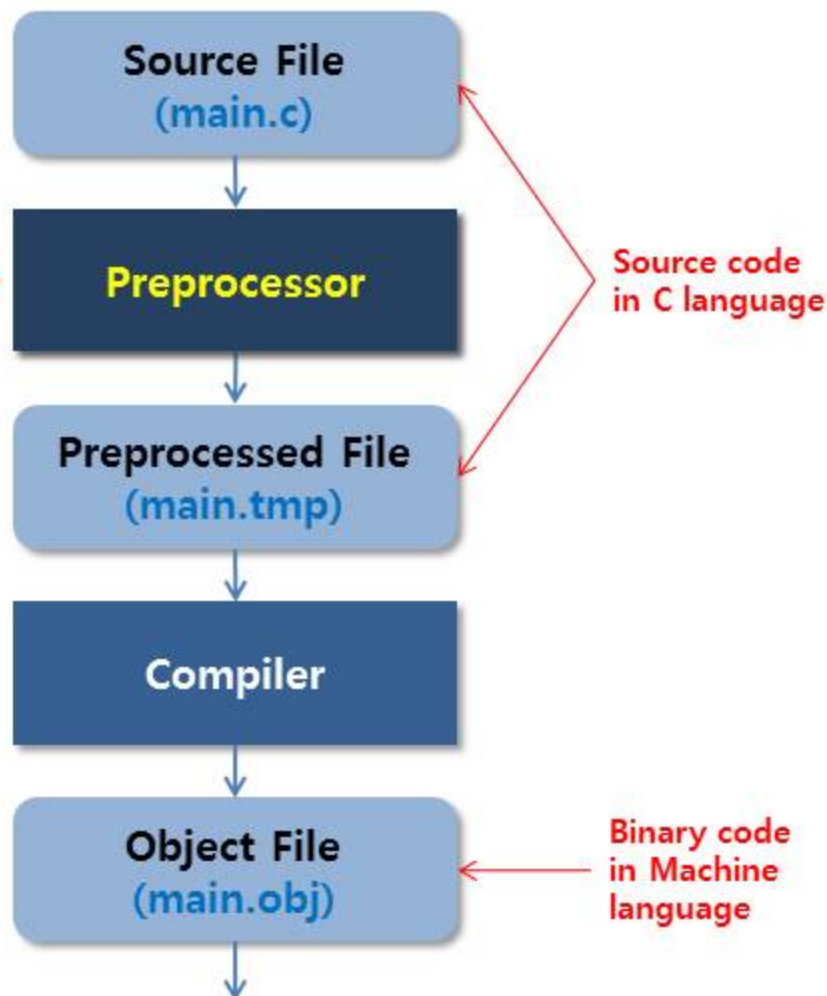 Source File
(main.c)
Preprocessor
Source code
in C language
Preprocessed File
(main.tmp)
Compiler
Object File
(main.obj)
Binary code
in Machine
language